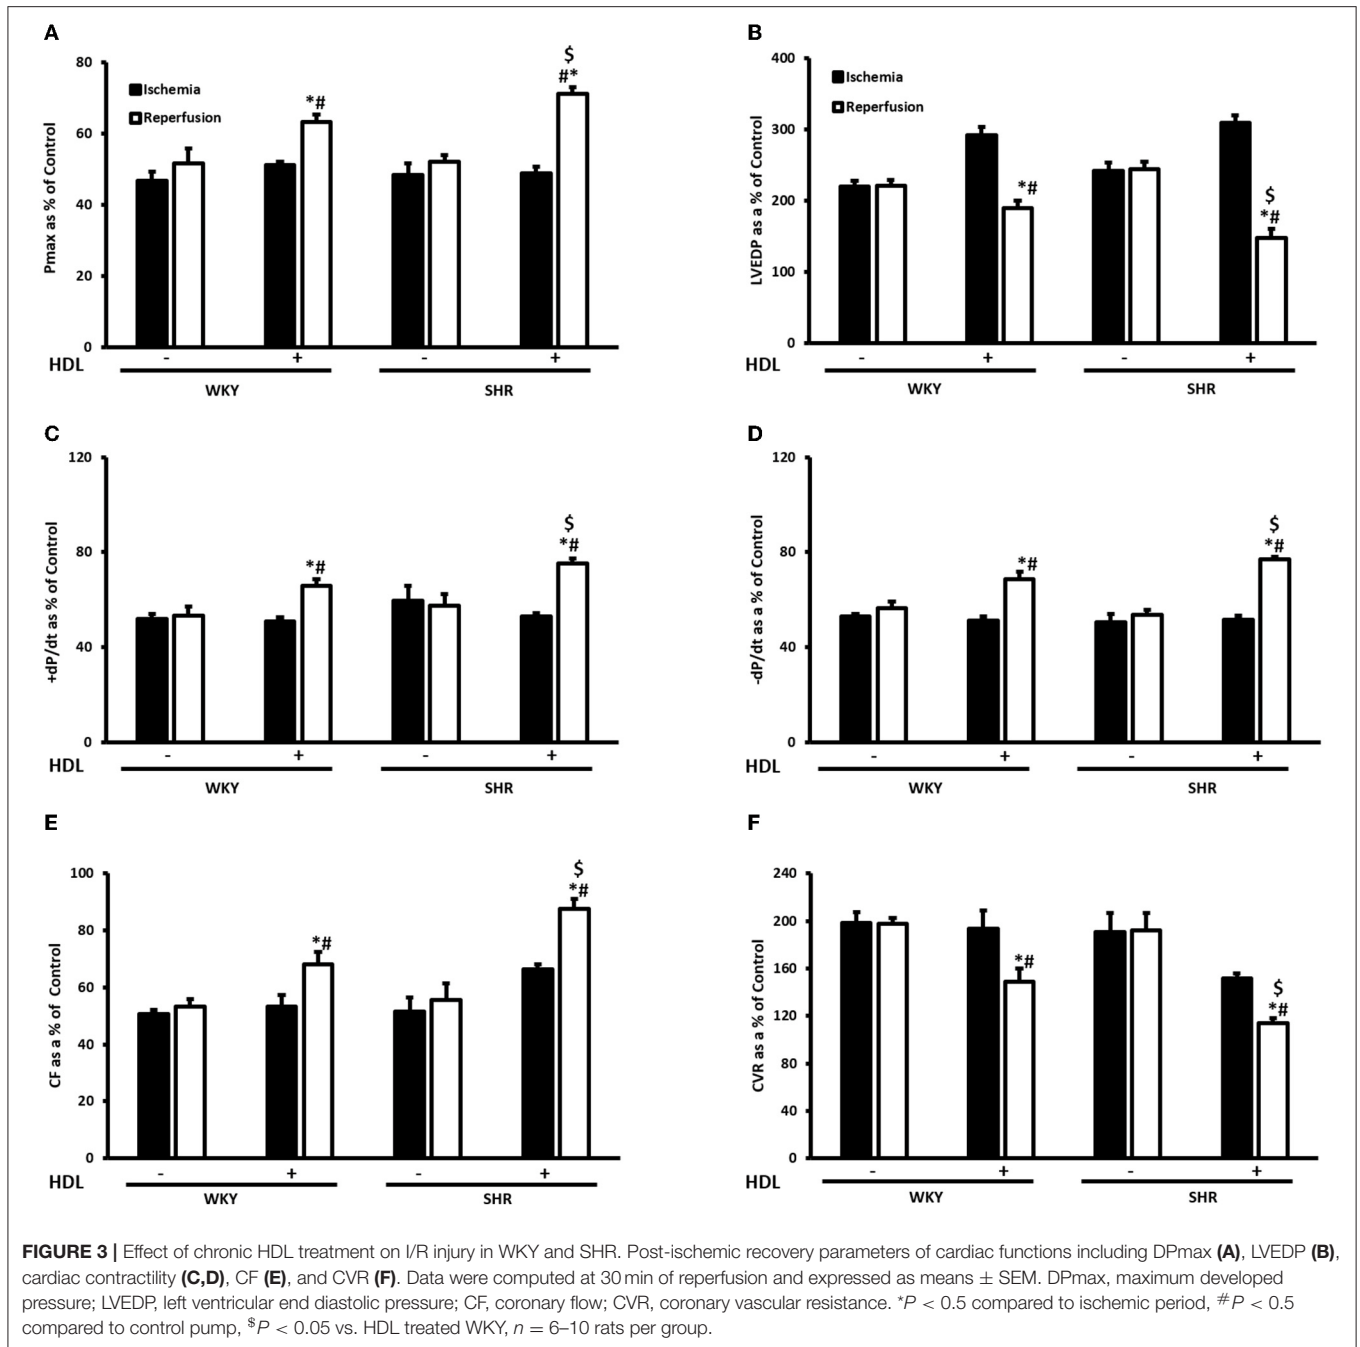 A
Pmax as % of Control
80
60
40
20
0
Ischemia
Reperfusion
*#
$
#*
HDL
- + - +
WKY SHR
B
LVEDP as a % of Control
400
300
200
100
0
Ischemia
Reperfusion
*#
$
*#
HDL
- + - +
WKY SHR
C
+dP/dt as % of Control
120
80
40
0
*#
$
*#
HDL
- + - +
WKY SHR
D
-dP/dt as a % of Control
120
80
40
0
*#
$
*#
HDL
- + - +
WKY SHR
E
CF as a % of Control
100
80
60
40
20
0
*#
$
*#
HDL
- + - +
WKY SHR
F
CVR as a % of Control
240
200
160
120
80
40
0
*#
$
*#
HDL
- + - +
WKY SHR
FIGURE 3 | Effect of chronic HDL treatment on I/R injury in WKY and SHR. Post-ischemic recovery parameters of cardiac functions including DPmax (A), LVEDP (B),
cardiac contractility (C,D), CF (E), and CVR (F). Data were computed at 30 min of reperfusion and expressed as means ± SEM. DPmax, maximum developed
pressure; LVEDP, left ventricular end diastolic pressure; CF, coronary flow; CVR, coronary vascular resistance. *P < 0.5 compared to ischemic period, #P < 0.5
compared to control pump, $P < 0.05 vs. HDL treated WKY, n = 6–10 rats per group.